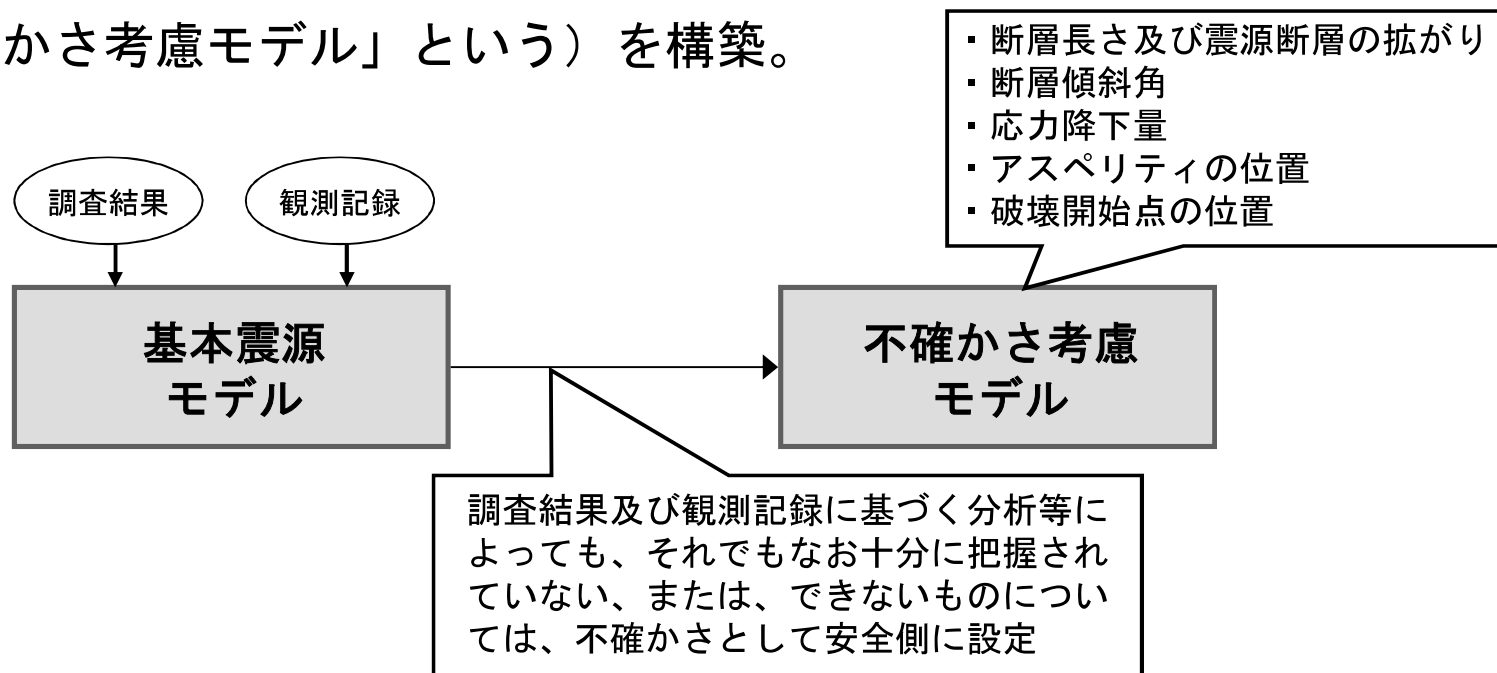 かさ考慮モデル」という）を構築。
・断層長さ及び震源断層の拡がり
・断層傾斜角
・応力降下量
・アスペリティの位置
・破壊開始点の位置
調査結果
観測記録
基本震源
モデル
不確かさ考慮
モデル
調査結果及び観測記録に基づく分析等に
よっても、それでもなお十分に把握され
ていない、または、できないものについ
ては、不確かさとして安全側に設定